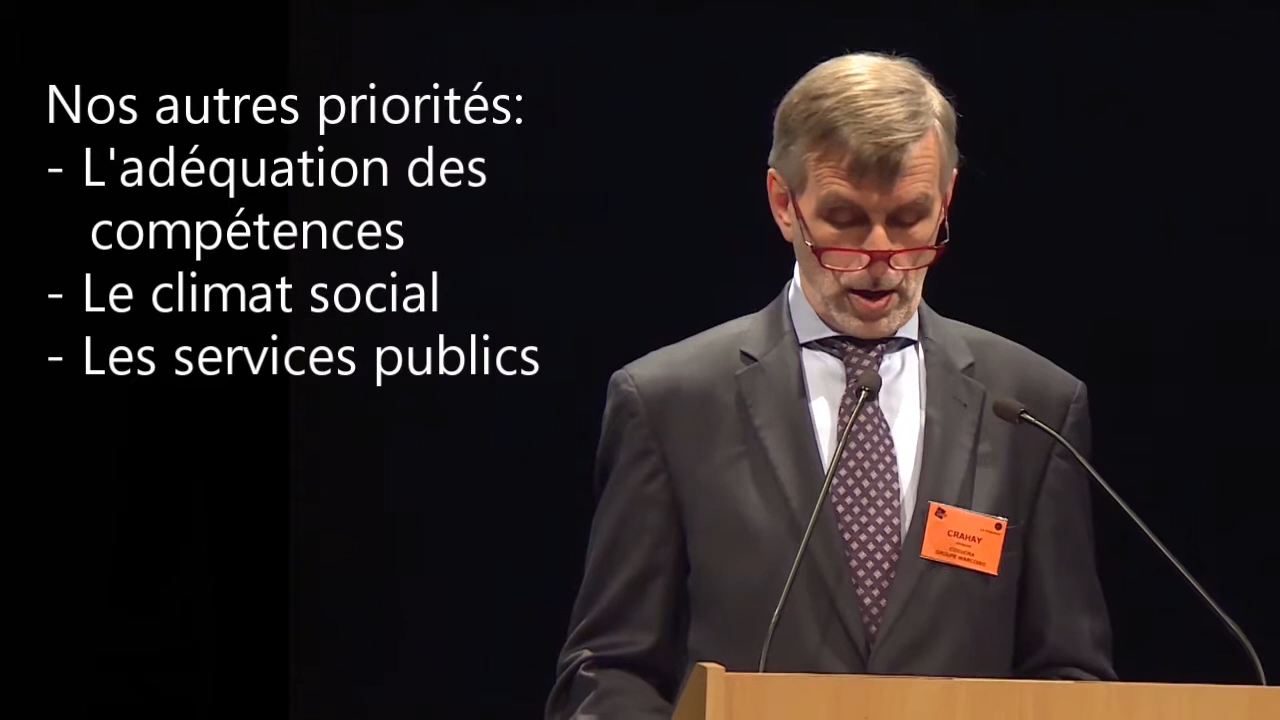 Nos autres priorités:
- L'adéquation des
compétences
- Le climat social
- Les services publics
CRAHAY